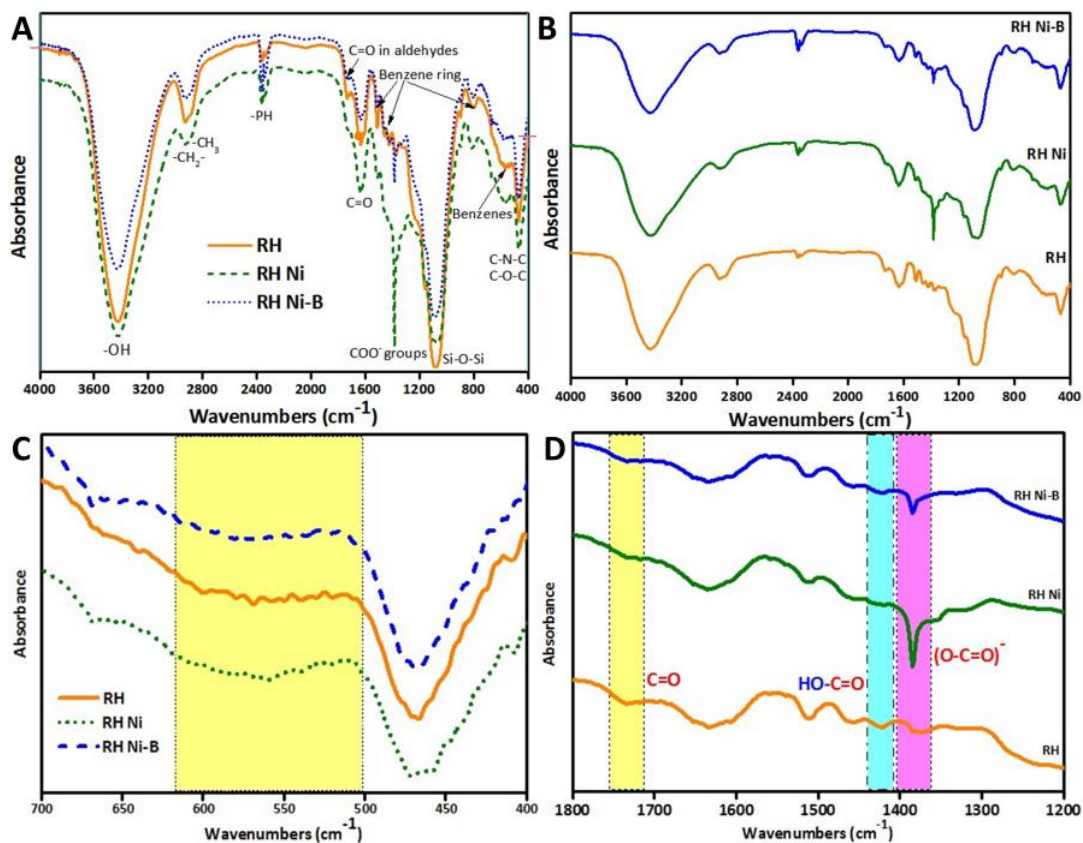 A
C=O in aldehydes
Benzene ring
-PH
-CH3
-CH2-
C=O
Benzenes
RH
RH Ni
RH Ni-B
C-N-C
C-O-C
-OH
COO- groups
Si-O-Si
4000 3600 3200 2800 2400 2000 1600 1200 800 400
Wavenumbers (cm-1)
Absorbance
B
RH Ni-B
RH Ni
RH
4000 3600 3200 2800 2400 2000 1600 1200 800 400
Wavenumbers (cm-1)
Absorbance
C
RH
RH Ni
RH Ni-B
700 650 600 550 500 450 400
Wavenumbers (cm-1)
Absorbance
D
RH Ni-B
RH Ni
(O-C=O)-
C=O
HO-C=O
RH
1800 1700 1600 1500 1400 1300 1200
Wavenumbers (cm-1)
Absorbance